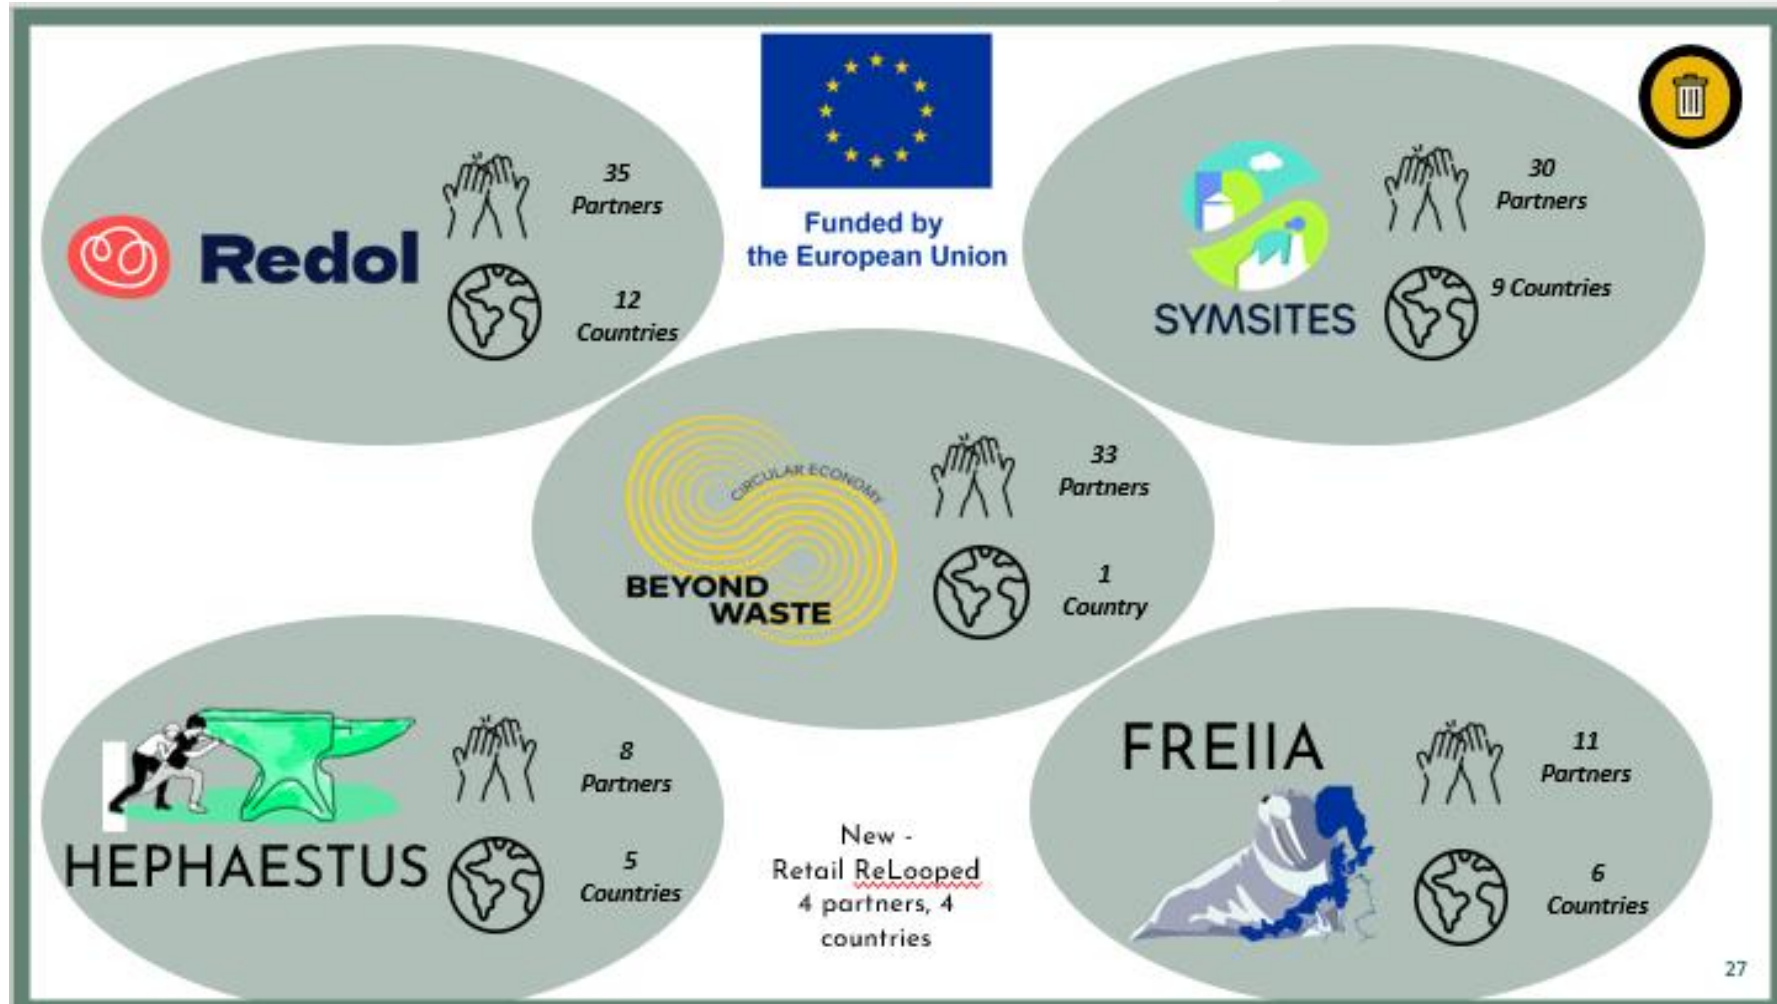 Redol
35
Partners
12
Countries
Funded by
the European Union
SYMSITES
30
Partners
9 Countries
CIRCULAR ECONOMY
BEYOND
WASTE
33
Partners
1
Country
HEPHAESTUS
8
Partners
5
Countries
New -
Retail ReLooped
4 partners, 4
countries
FREIIA
11
Partners
6
Countries
27